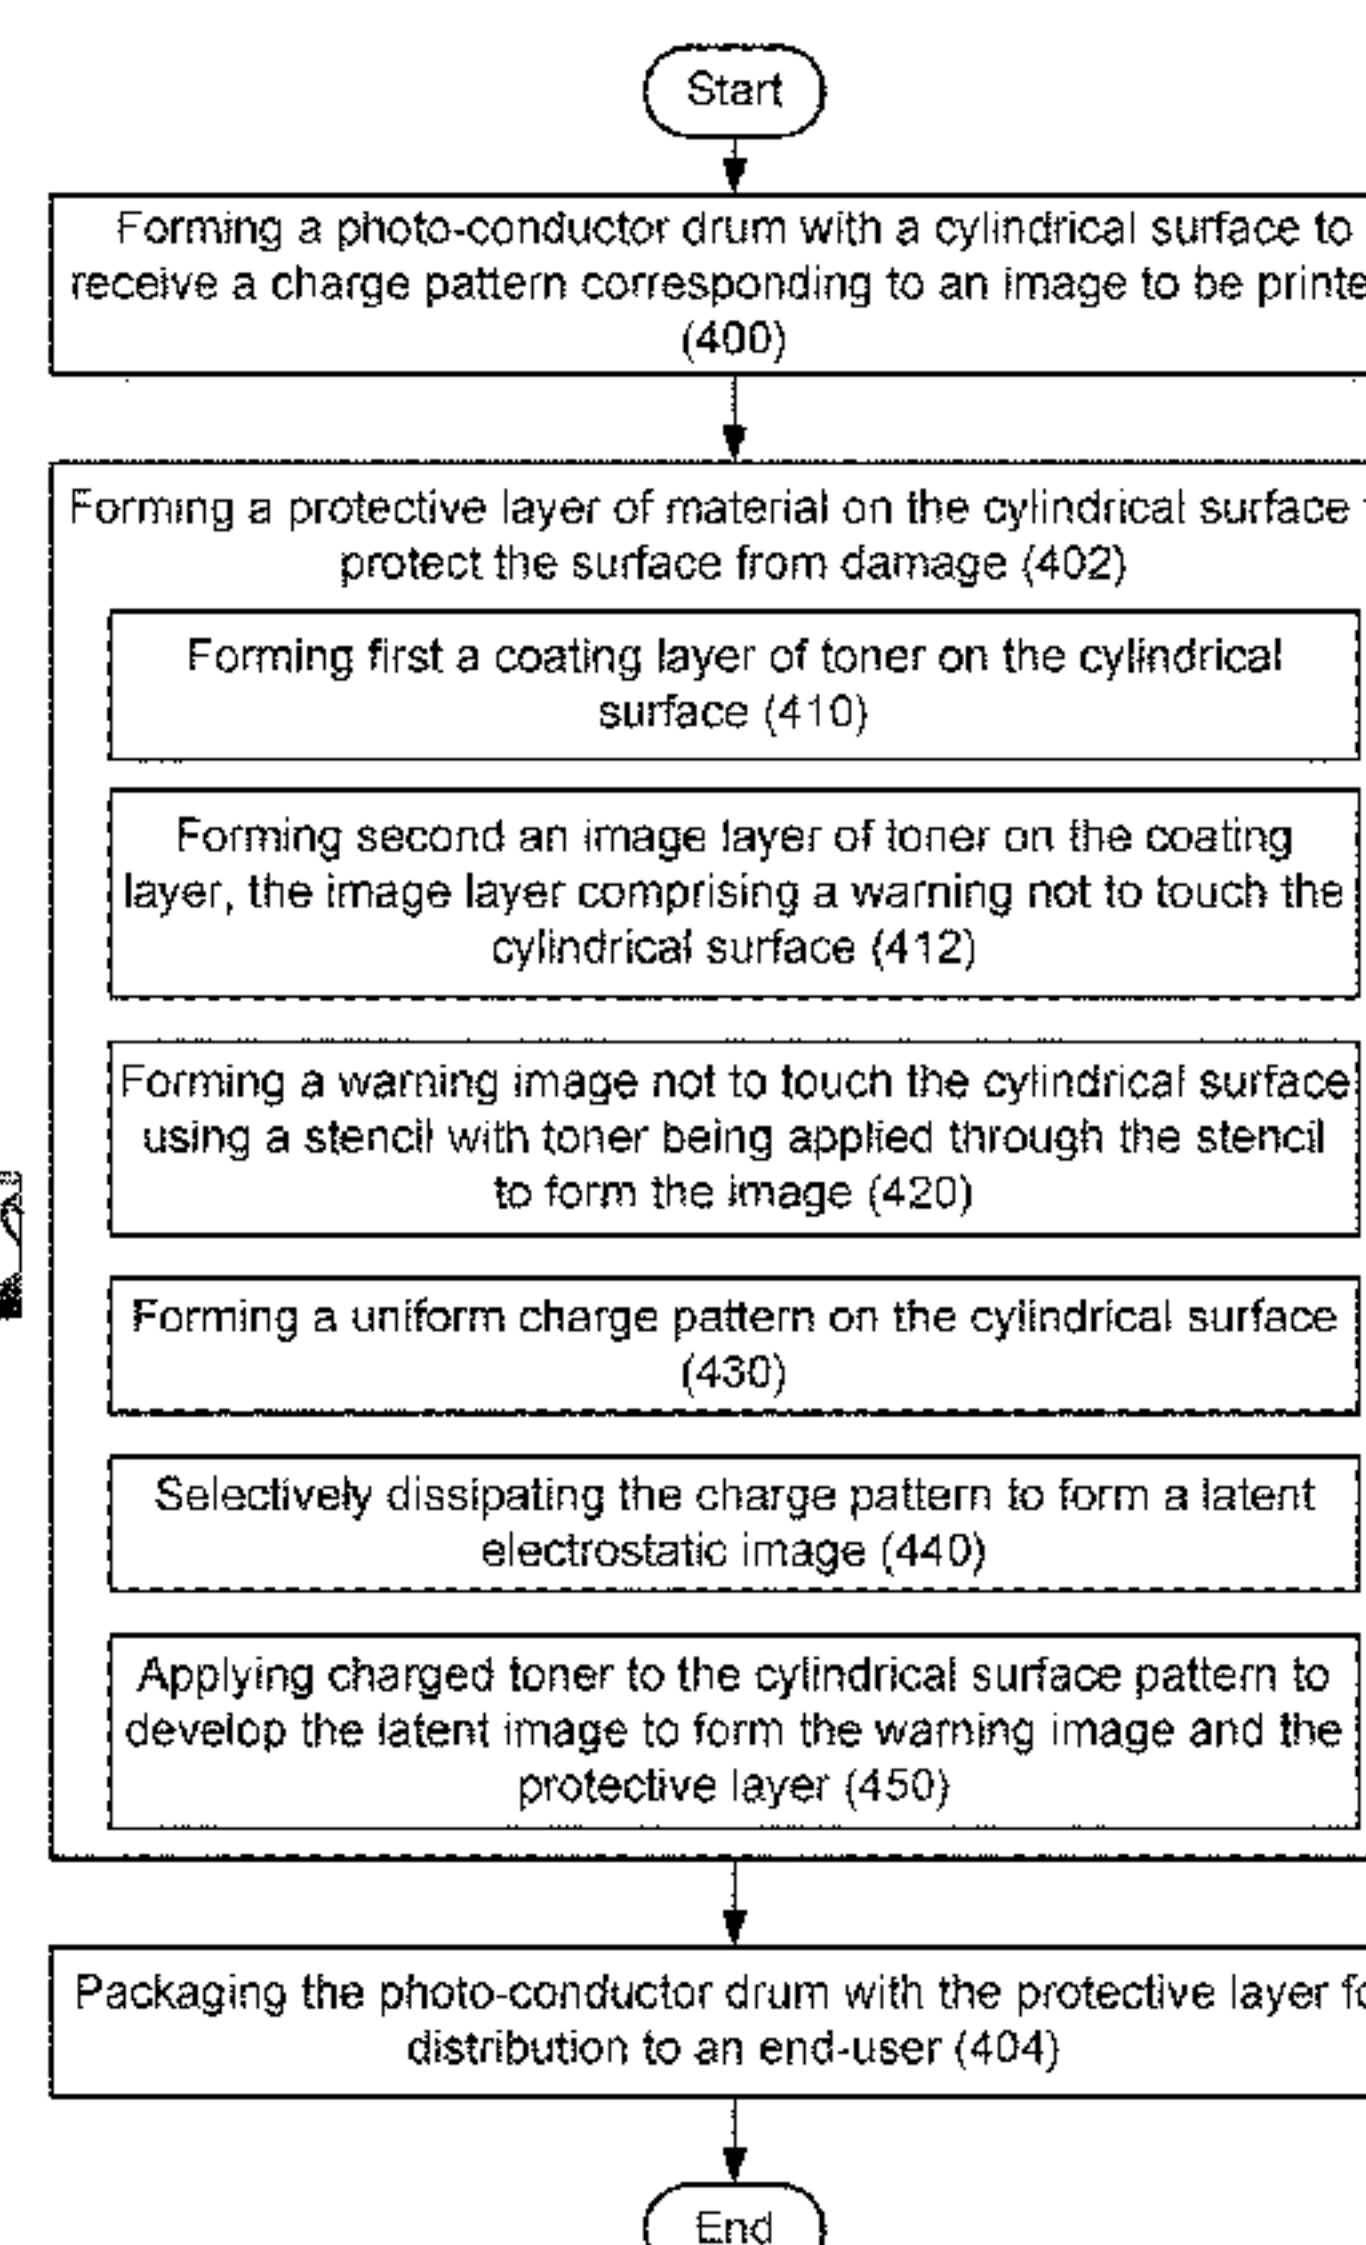 Start
Forming a photo-conductor drum with a cylindrical surface to
receive a charge pattern corresponding to an image to be
(400)
Forming a protective layer of material on the cylindrical surface
protect the surface from damage (402)
Forming first a coating layer of toner on the cylindrical
surface (410)
Forming second an image layer of toner on the coating
layer, the image layer comprising a warning not to touch the
cylindrical surface (412)
Forming a warning image not to touch the cylindrical surface
using a stencil with toner being applied through the stencil
to form the image (420)
Forming a uniform charge pattern on the cylindrical surface
(430)
Selectively dissipating the charge pattern to form a latent
electrostatic image (440)
Applying charged toner to the cylindrical surface pattern to
develop the latent image to form the warning image and the
protective layer (450)
Packaging the photo-conductor drum with the protective layer
distribution to an end-user (404)
End